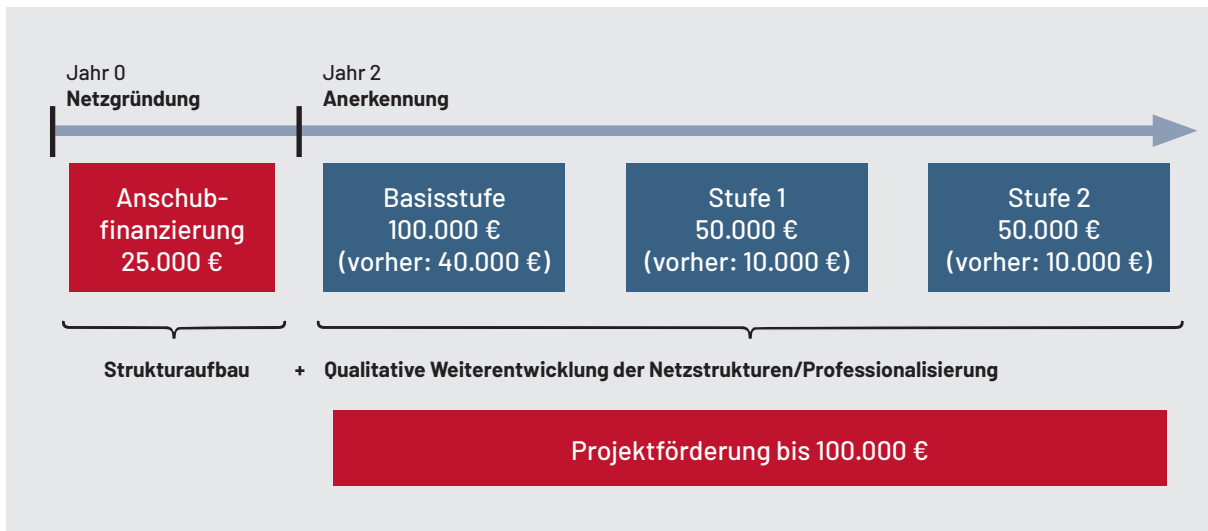 Jahr 0
Netzgründung
Jahr 2
Anerkennung
Anschub-
finanzierung
25.000 €
Basisstufe
100.000 €
(vorher: 40.000 €)
Stufe 1
50.000 €
(vorher: 10.000 €)
Stufe 2
50.000 €
(vorher: 10.000 €)
Strukturaufbau + Qualitative Weiterentwicklung der Netzstrukturen/Professionalisierung
Projektförderung bis 100.000 €